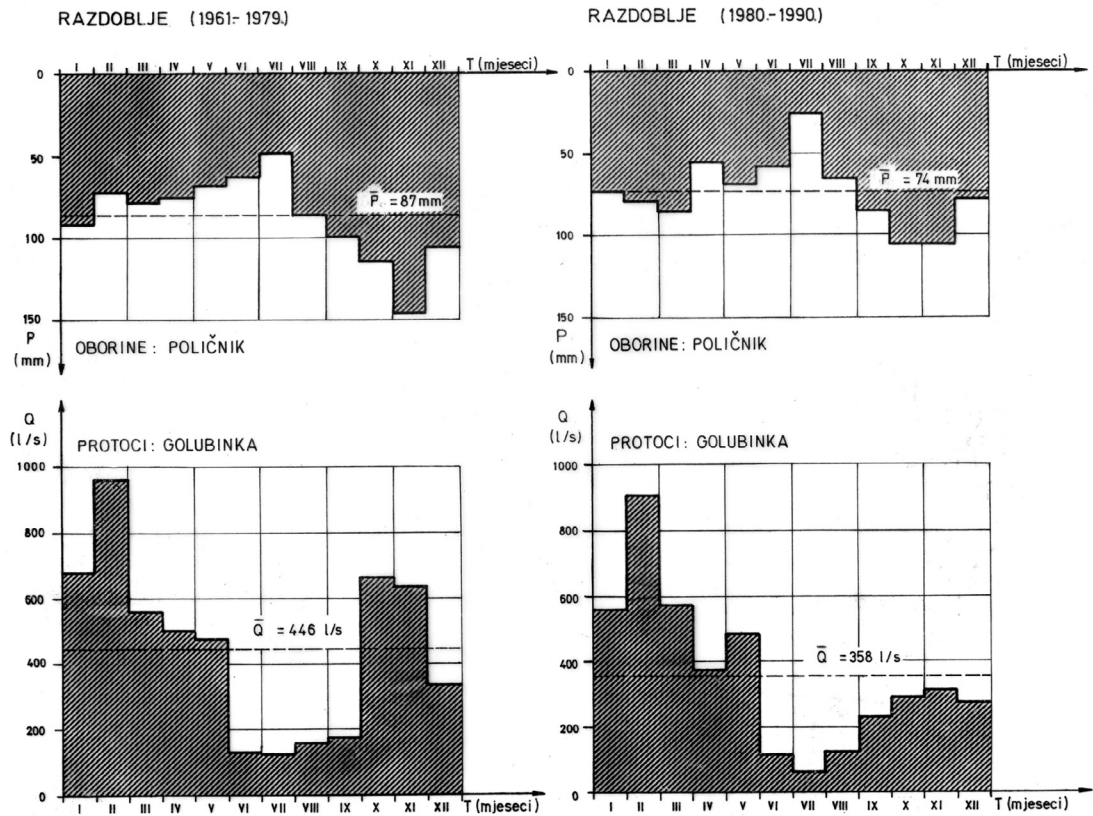 RAZDOBLJE (1961.- 1979.)
I II III IV V VI VII VIII IX X XI XII T (mjeseci)
0
50
P̅ = 87 mm
100
150
P
(mm)
OBORINE: POLIČNIK
RAZDOBLJE (1980.-1990.)
I II III IV V VI VII VIII IX X XI XII T (mjeseci)
0
50
P̅ = 74 mm
100
150
P
(mm)
OBORINE: POLIČNIK
Q
(l/s)
PROTOCI: GOLUBINKA
1000
800
600
Q̅ = 446 l/s
400
200
0
I II III IV V VI VII VIII IX X XI XII T (mjeseci)
Q
(l/s)
PROTOCI: GOLUBINKA
1000
800
600
400
Q̅ = 358 l/s
200
0
I II III IV V VI VII VIII IX X XI XII T (mjeseci)